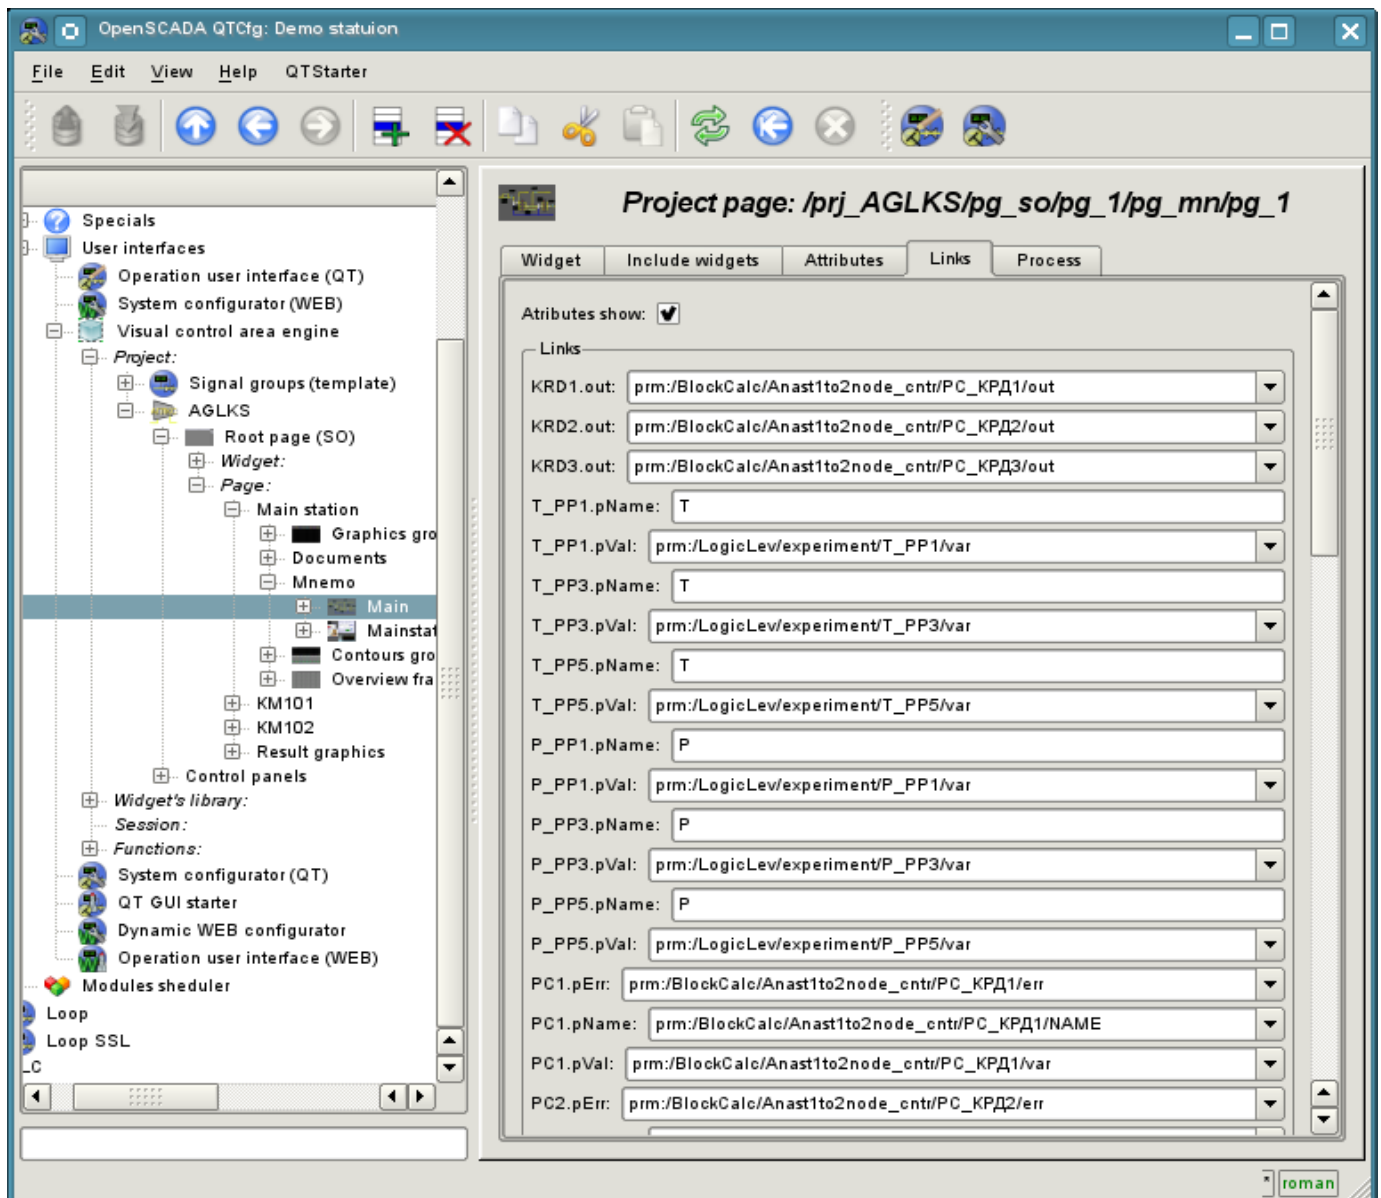 OpenSCADA QTCfg: Demo statuion
File Edit View Help QTStarter
Specials
User interfaces
Operation user interface (QT)
System configurator (WEB)
Visual control area engine
Project:
Signal groups (template)
AGLKS
Root page (SO)
Widget:
Page:
Main station
Graphics gro
Documents
Mnemo
Main
Mainstat
Contours gro
Overview fra
KM101
KM102
Result graphics
Control panels
Widget's library:
Session:
Functions:
System configurator (QT)
QT GUI starter
Dynamic WEB configurator
Operation user interface (WEB)
Modules sheduler
Loop
Loop SSL
LC
Project page: /prj_AGLKS/pg_so/pg_1/pg_mn/pg_1
Widget Include widgets Attributes Links Process
Atributes show:
Links
KRD1.out: prm:/BlockCalc/Anast1to2node_cntr/PC_КРД1/out
KRD2.out: prm:/BlockCalc/Anast1to2node_cntr/PC_КРД2/out
KRD3.out: prm:/BlockCalc/Anast1to2node_cntr/PC_КРД3/out
T_PP1.pName: T
T_PP1.pVal: prm:/LogicLev/experiment/T_PP1/var
T_PP3.pName: T
T_PP3.pVal: prm:/LogicLev/experiment/T_PP3/var
T_PP5.pName: T
T_PP5.pVal: prm:/LogicLev/experiment/T_PP5/var
P_PP1.pName: P
P_PP1.pVal: prm:/LogicLev/experiment/P_PP1/var
P_PP3.pName: P
P_PP3.pVal: prm:/LogicLev/experiment/P_PP3/var
P_PP5.pName: P
P_PP5.pVal: prm:/LogicLev/experiment/P_PP5/var
PC1.pErr: prm:/BlockCalc/Anast1to2node_cntr/PC_КРД1/err
PC1.pName: prm:/BlockCalc/Anast1to2node_cntr/PC_КРД1/NAME
PC1.pVal: prm:/BlockCalc/Anast1to2node_cntr/PC_КРД1/var
PC2.pErr: prm:/BlockCalc/Anast1to2node_cntr/PC_КРД2/err
* roman